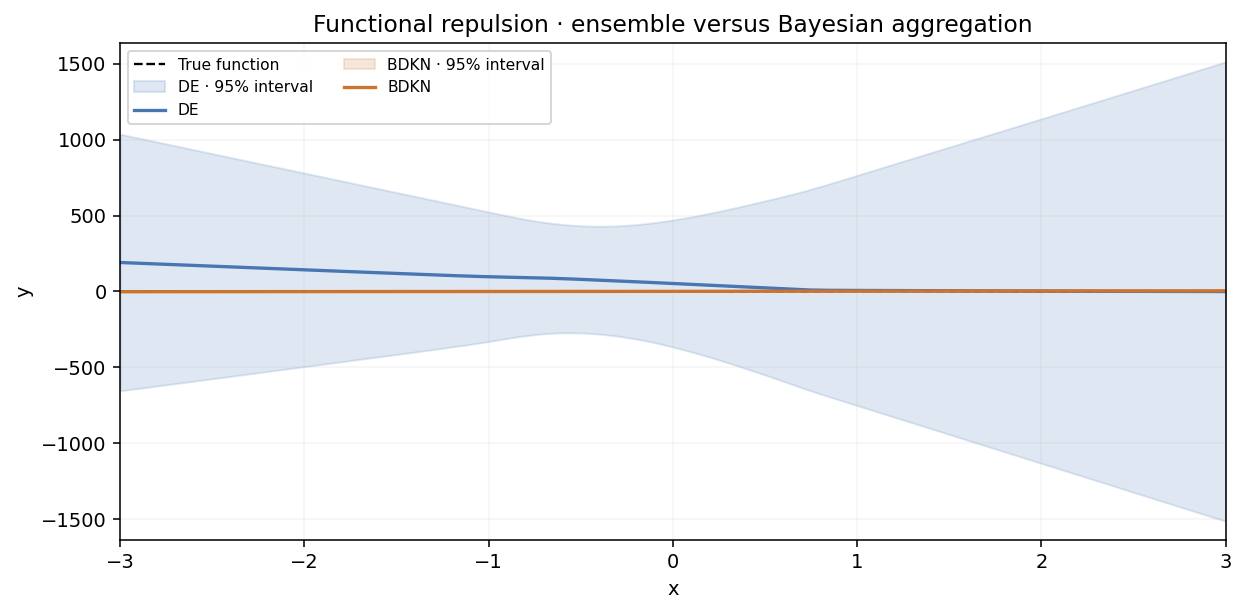 Functional repulsion · ensemble versus Bayesian aggregation
True function
DE · 95% interval
DE
BDKN · 95% interval
BDKN
1500
1000
500
0
−500
−1000
−1500
y
−3
−2
−1
0
1
2
3
x